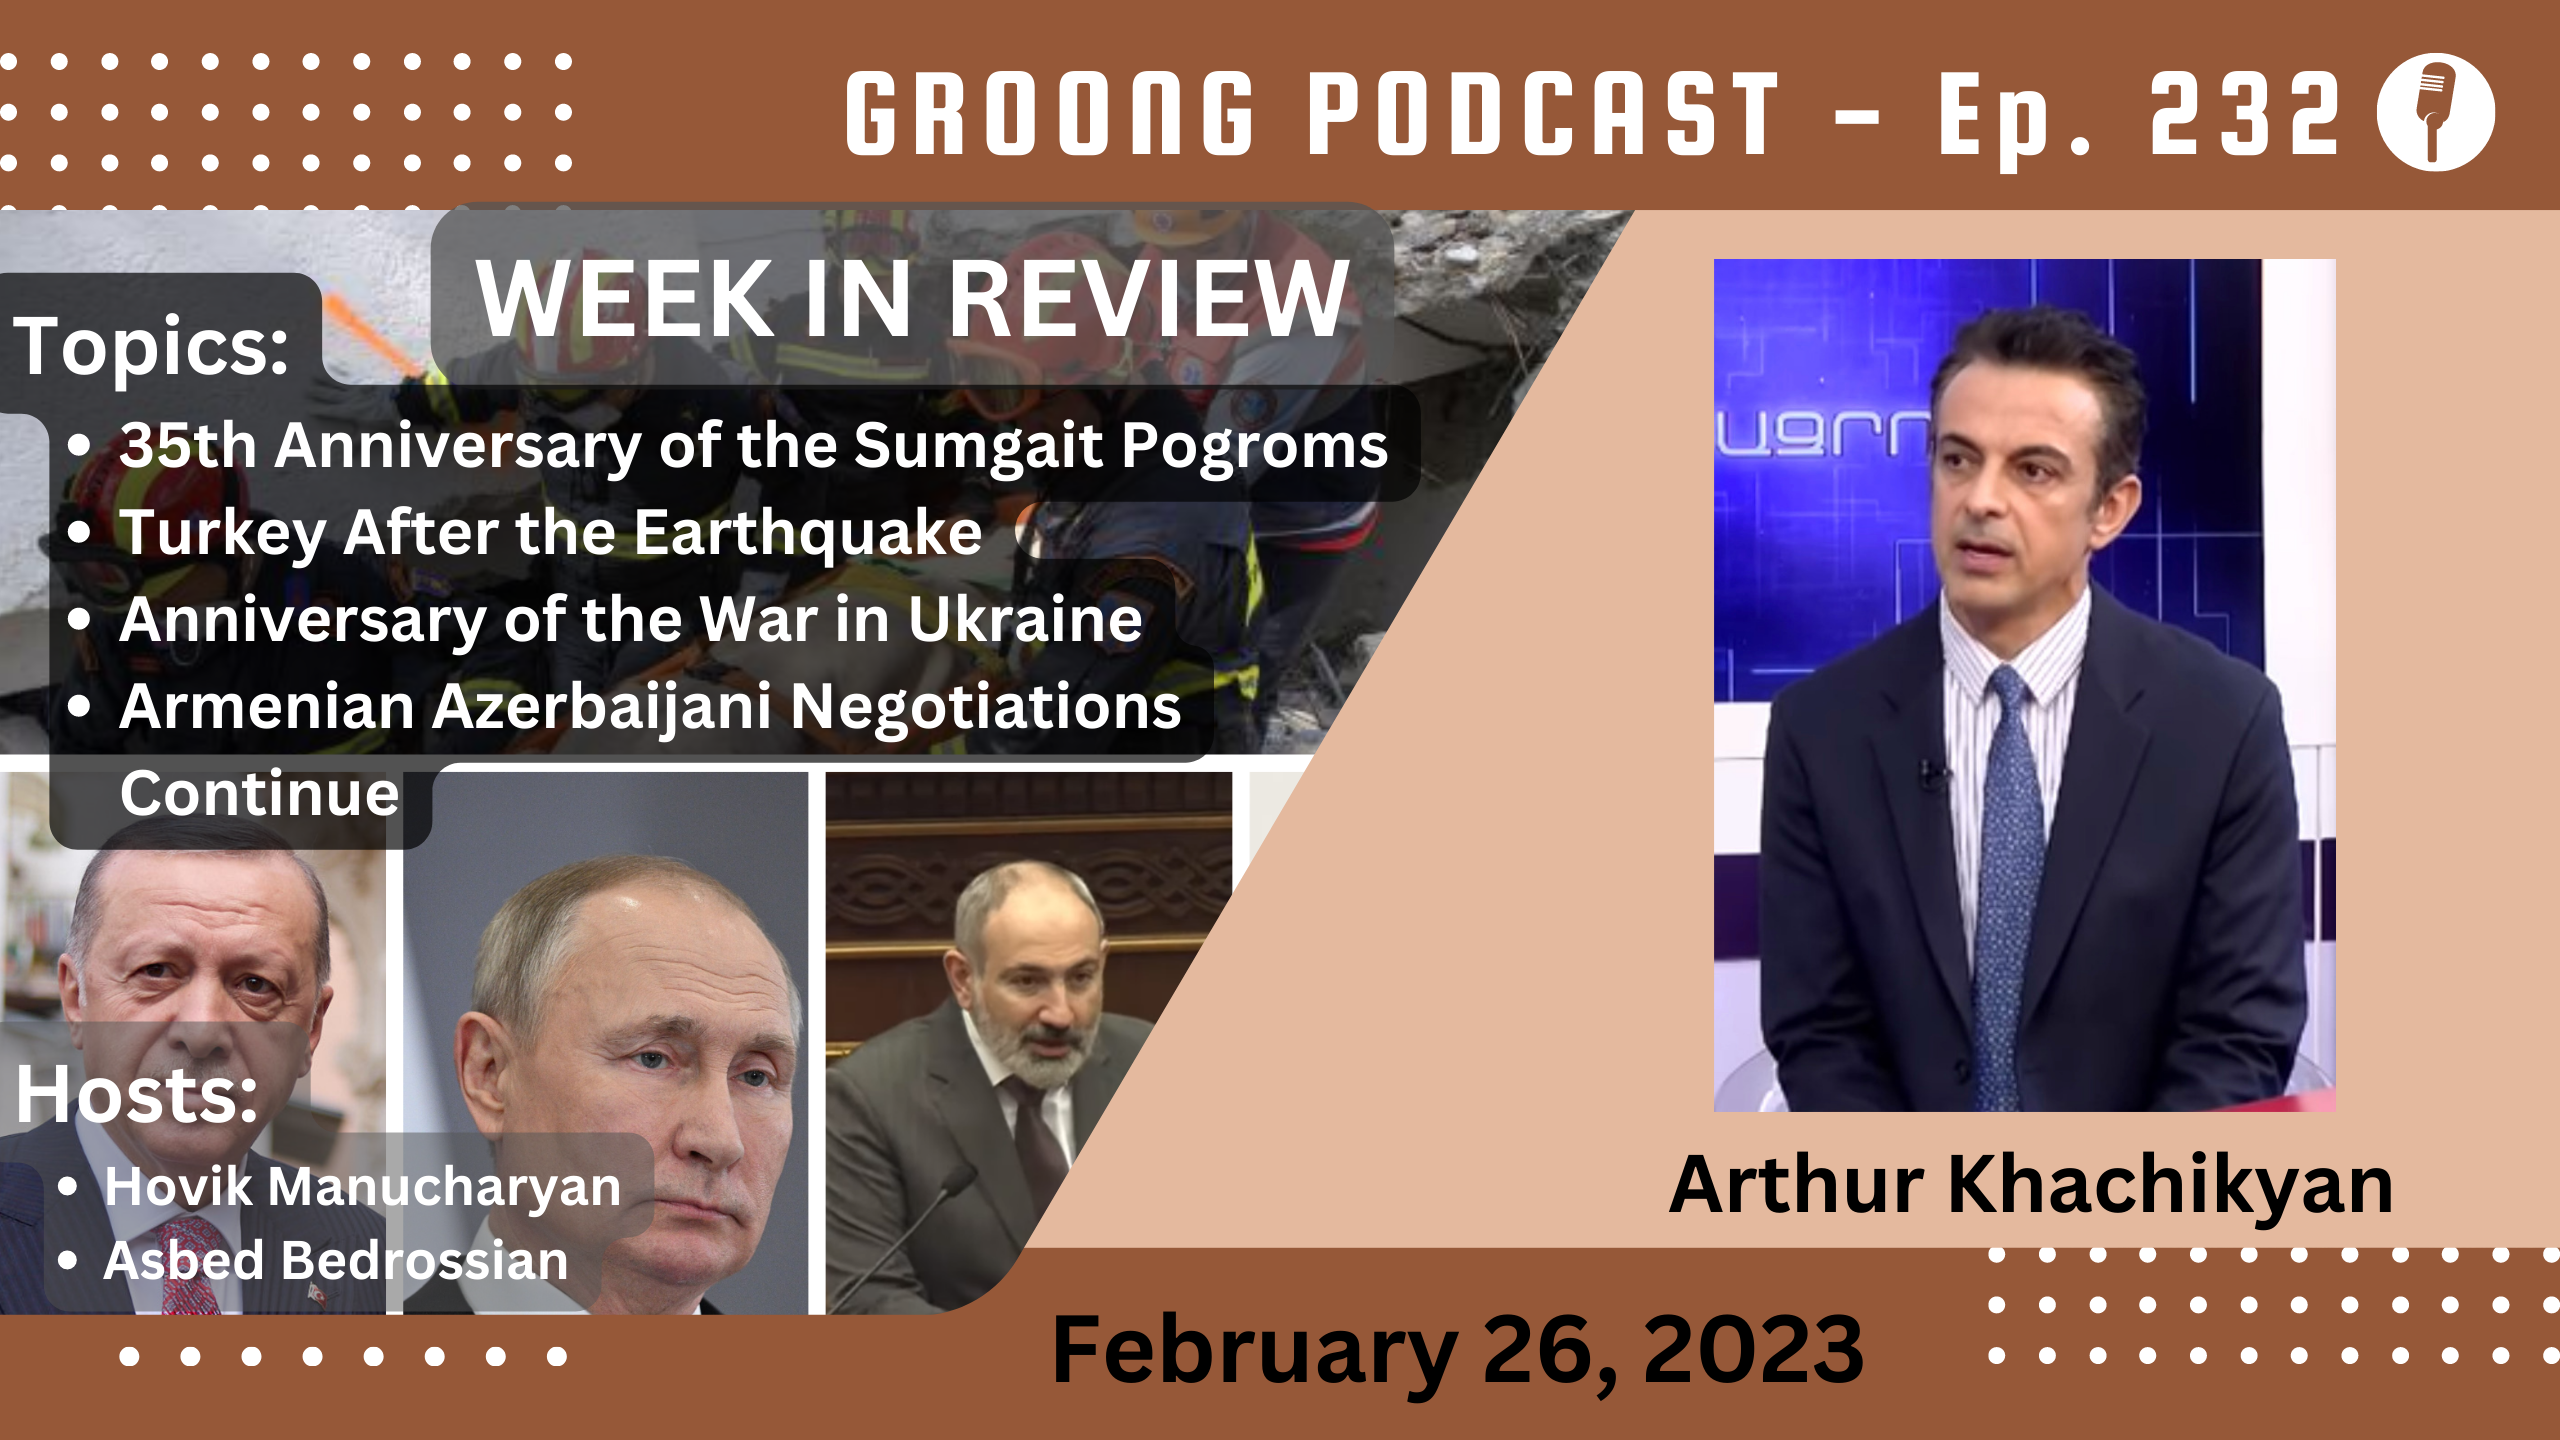 GROONG PODCAST - Ep. 232
WEEK IN REVIEW
Topics:
• 35th Anniversary of the Sumgait Pogroms
• Turkey After the Earthquake
• Anniversary of the War in Ukraine
• Armenian Azerbaijani Negotiations
Continue
Hosts:
• Hovik Manucharyan
• Asbed Bedrossian
Arthur Khachikyan
February 26, 2023